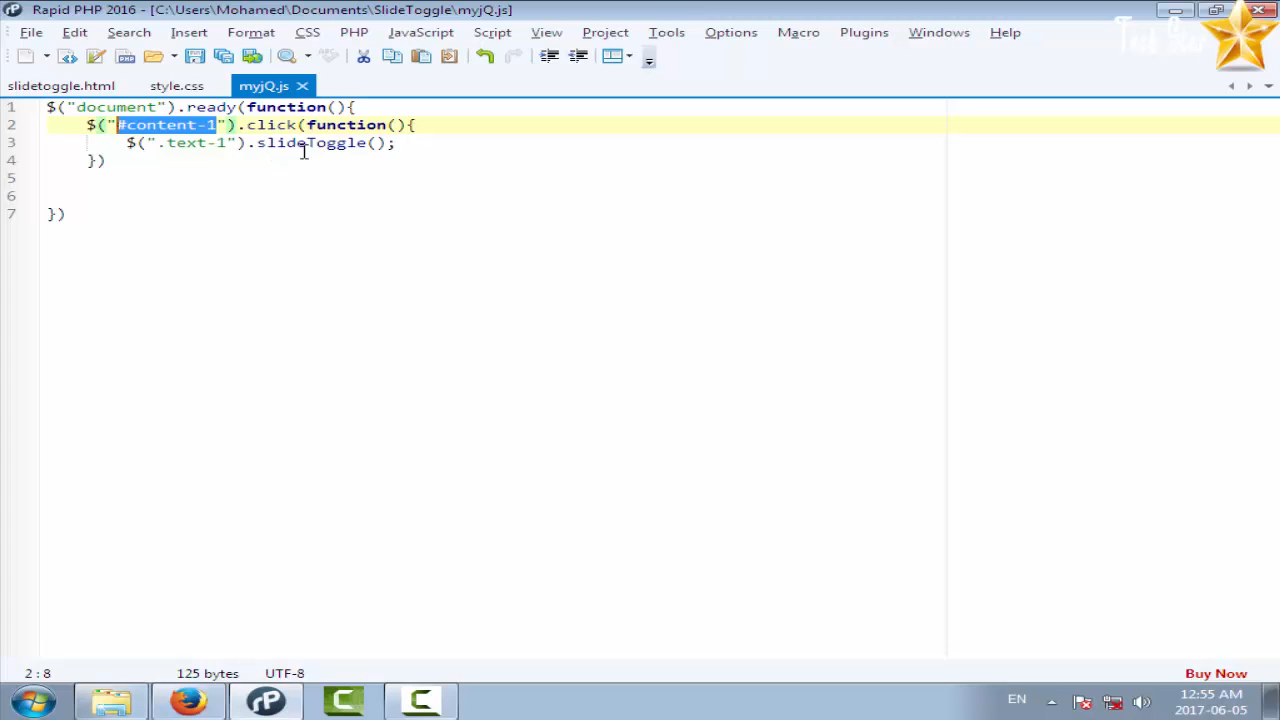 Rapid PHP 2016 - [C:\Users\Mohamed\Documents\SlideToggle\myjQ.js]
File Edit Search Insert Format CSS PHP JavaScript Script View Project Tools Options Macro Plugins Windows Help
slidetoggle.html style.css myjQ.js
1 $("document").ready(function(){
2 $("#content-1").click(function(){
3 $(".text-1").slideToggle();
4 })
5
6
7 })
2 : 8 125 bytes UTF-8 Buy Now
EN 12:55 AM
2017-06-05